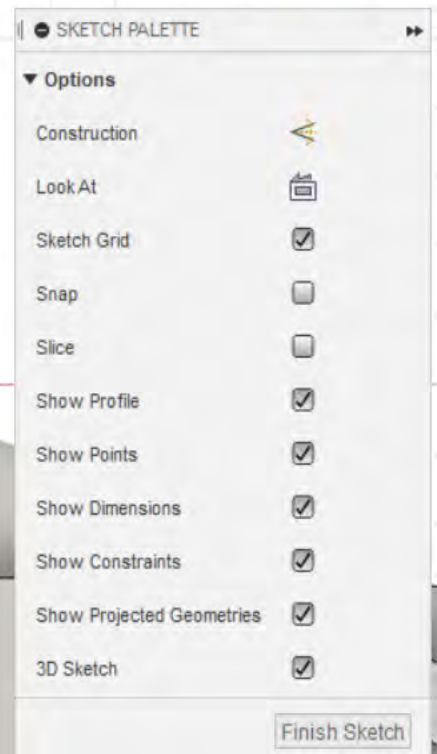 SKETCH PALETTE
Options
Construction
Look At
Sketch Grid
Snap
Slice
Show Profile
Show Points
Show Dimensions
Show Constraints
Show Projected Geometries
3D Sketch
Finish Sketch